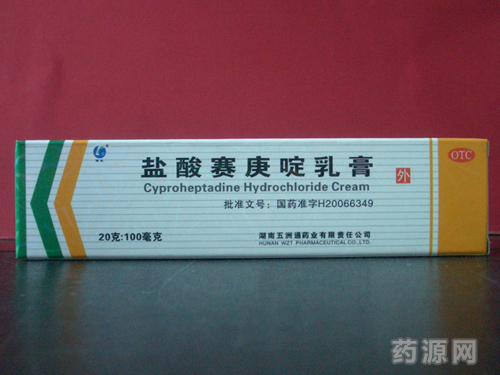 盐酸赛庚啶乳膏
OTC
Cyproheptadine Hydrochloride Cream
外
批准文号：国药准字H20066349
20克:100毫克
湖南五洲通药业有限责任公司
HUNAN WZT PHARMACEUTICAL CO.,LTD.
药源网